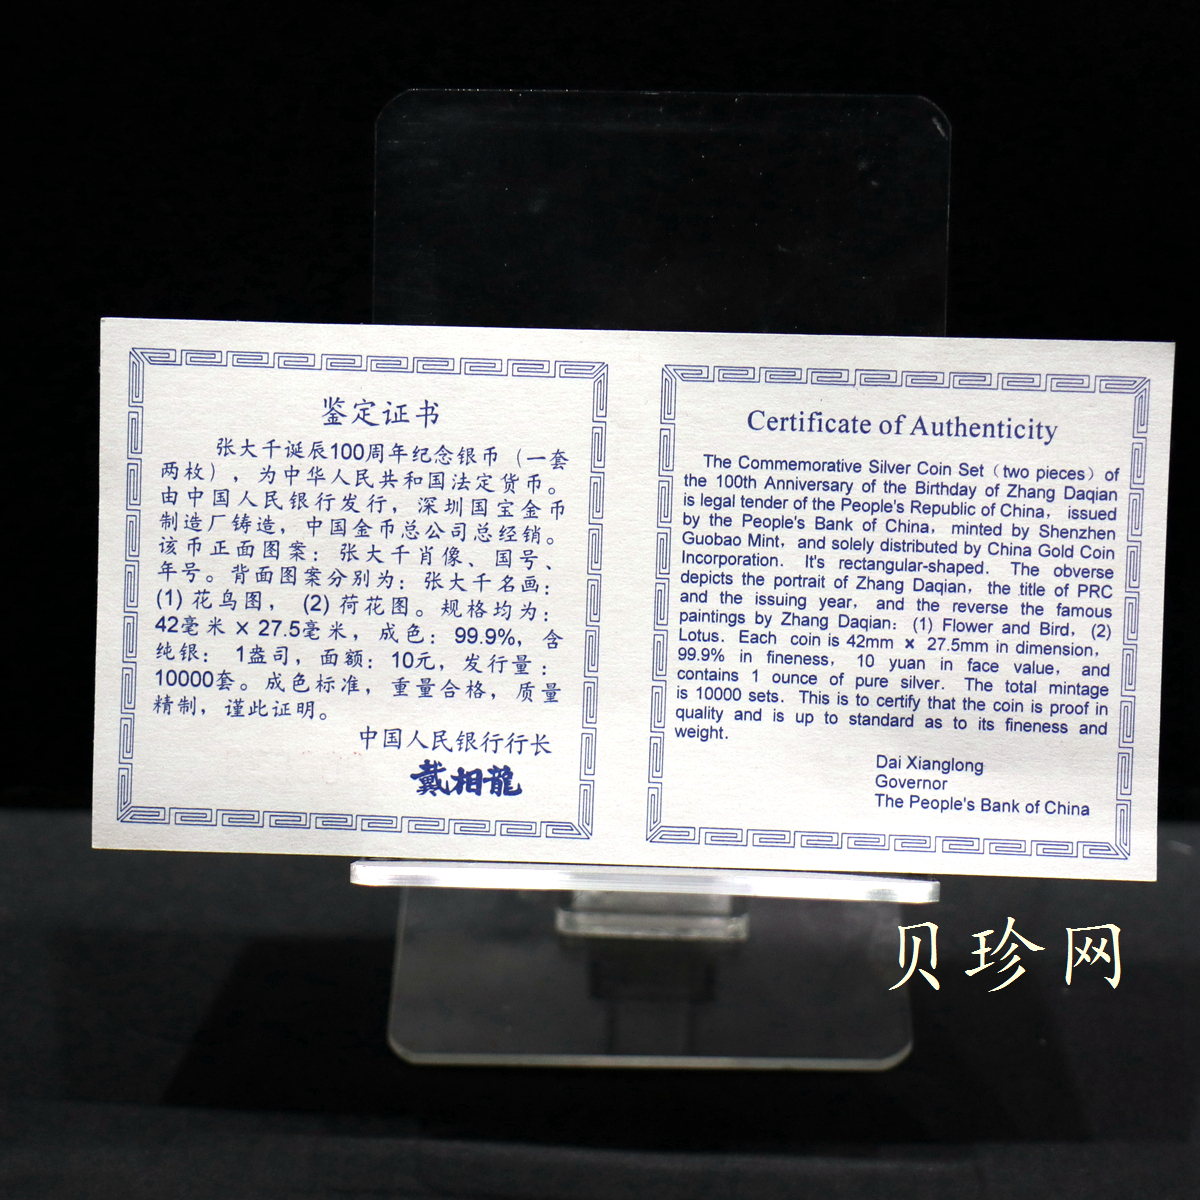 鉴定证书
张大千诞辰100周年纪念银币（一套
两枚），为中华人民共和国法定货币。
由中国人民银行发行，深圳国宝金币
制造厂铸造，中国金币总公司总经销。
该币正面图案：张大千肖像、国号、
年号。背面图案分别为：张大千名画：
(1) 花鸟图， (2) 荷花图。规格均为：
42毫米 × 27.5毫米，成色：99.9%，含
纯银： 1盎司，面额：10元，发行量：
10000套。成色标准，重量合格，质量
精制，谨此证明。
中国人民银行行长
戴相龍
Certificate of Authenticity
The Commemorative Silver Coin Set（two pieces）of
the 100th Anniversary of the Birthday of Zhang Daqian
is legal tender of the People's Republic of China， issued
by the People's Bank of China， minted by Shenzhen
Guobao Mint，and solely distributed by China Gold Coin
Incorporation. It's rectangular-shaped. The obverse
depicts the portrait of Zhang Daqian，the title of PRC
and the issuing year，and the reverse the famous
paintings by Zhang Daqian：(1) Flower and Bird，(2)
Lotus．Each coin is 42mm × 27.5mm in dimension，
99.9% in fineness，10 yuan in face value，and
contains 1 ounce of pure silver．The total mintage
is 10000 sets．This is to certify that the coin is proof in
quality and is up to standard as to its fineness and
weight.
Dai Xianglong
Governor
The People's Bank of China
贝珍网